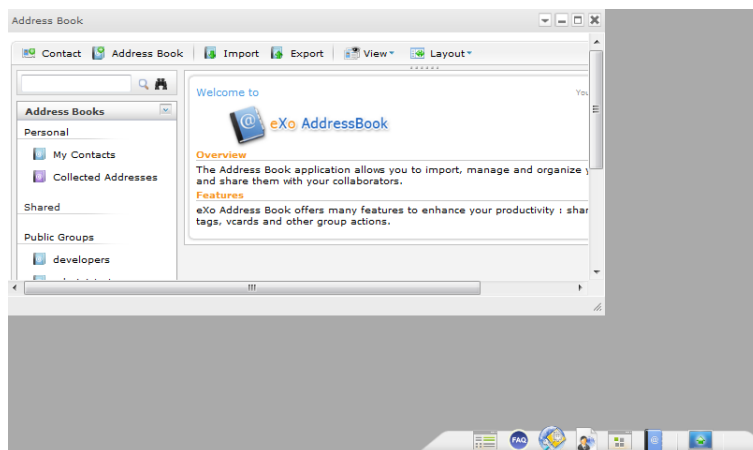 Address Book
Contact Address Book Import Export View Layout
Address Books
Personal
My Contacts
Collected Addresses
Shared
Public Groups
developers
Welcome to
You
eXo AddressBook
Overview
The Address Book application allows you to import, manage and organize
and share them with your collaborators.
Features
eXo Address Book offers many features to enhance your productivity : shar
tags, vcards and other group actions.
FAQ